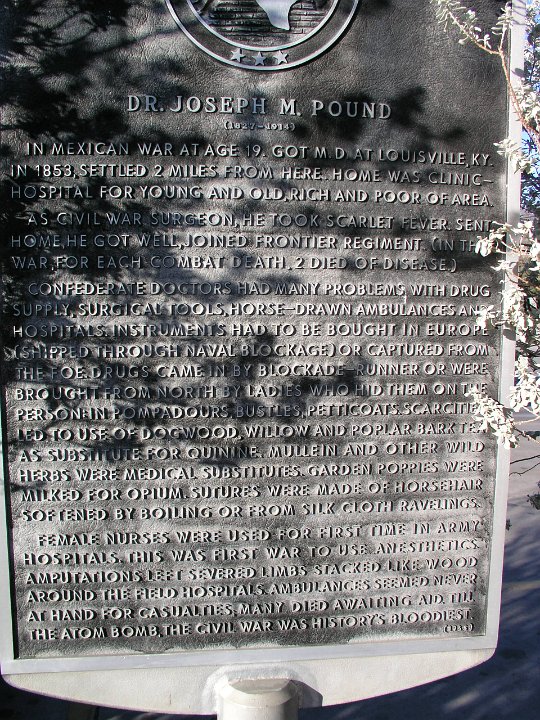 DR. JOSEPH M. POUND
(1827-1914)
IN MEXICAN WAR AT AGE 19. GOT M.D. AT LOUISVILLE, KY.
IN 1853, SETTLED 2 MILES FROM HERE. HOME WAS CLINIC-
HOSPITAL FOR YOUNG AND OLD, RICH AND POOR OF AREA.
AS CIVIL WAR SURGEON, HE TOOK SCARLET FEVER. SENT
HOME, HE GOT WELL, JOINED FRONTIER REGIMENT. (IN THIS
WAR, FOR EACH COMBAT DEATH, 2 DIED OF DISEASE.)
CONFEDERATE DOCTORS HAD MANY PROBLEMS, WITH DRUG
SUPPLY, SURGICAL TOOLS, HORSE-DRAWN AMBULANCES AND
HOSPITALS. INSTRUMENTS HAD TO BE BOUGHT IN EUROPE
(SHIPPED THROUGH NAVAL BLOCKAGE) OR CAPTURED FROM
THE FOE. DRUGS CAME IN BY BLOCKADE-RUNNER OR WERE
BROUGHT FROM NORTH BY LADIES WHO HID THEM ON THE
PERSON: IN POMPADOURS, BUSTLES, PETTICOATS. SCARCITIES
LED TO USE OF DOGWOOD, WILLOW AND POPLAR BARK TEA
AS SUBSTITUTE FOR QUININE. MULLEIN AND OTHER WILD
HERBS WERE MEDICAL SUBSTITUTES. GARDEN POPPIES WERE
MILKED FOR OPIUM. SUTURES WERE MADE OF HORSEHAIR
SOFTENED BY BOILING OR FROM SILK CLOTH RAVELINGS.
FEMALE NURSES WERE USED FOR FIRST TIME IN ARMY
HOSPITALS. THIS WAS FIRST WAR TO USE ANESTHETICS.
AMPUTATIONS LEFT SEVERED LIMBS STACKED LIKE WOOD
AROUND THE FIELD HOSPITALS. AMBULANCES SEEMED NEVER
AT HAND FOR CASUALTIES. MANY DIED AWAITING AID. TILL
THE ATOM BOMB, THE CIVIL WAR WAS HISTORY'S BLOODIEST.